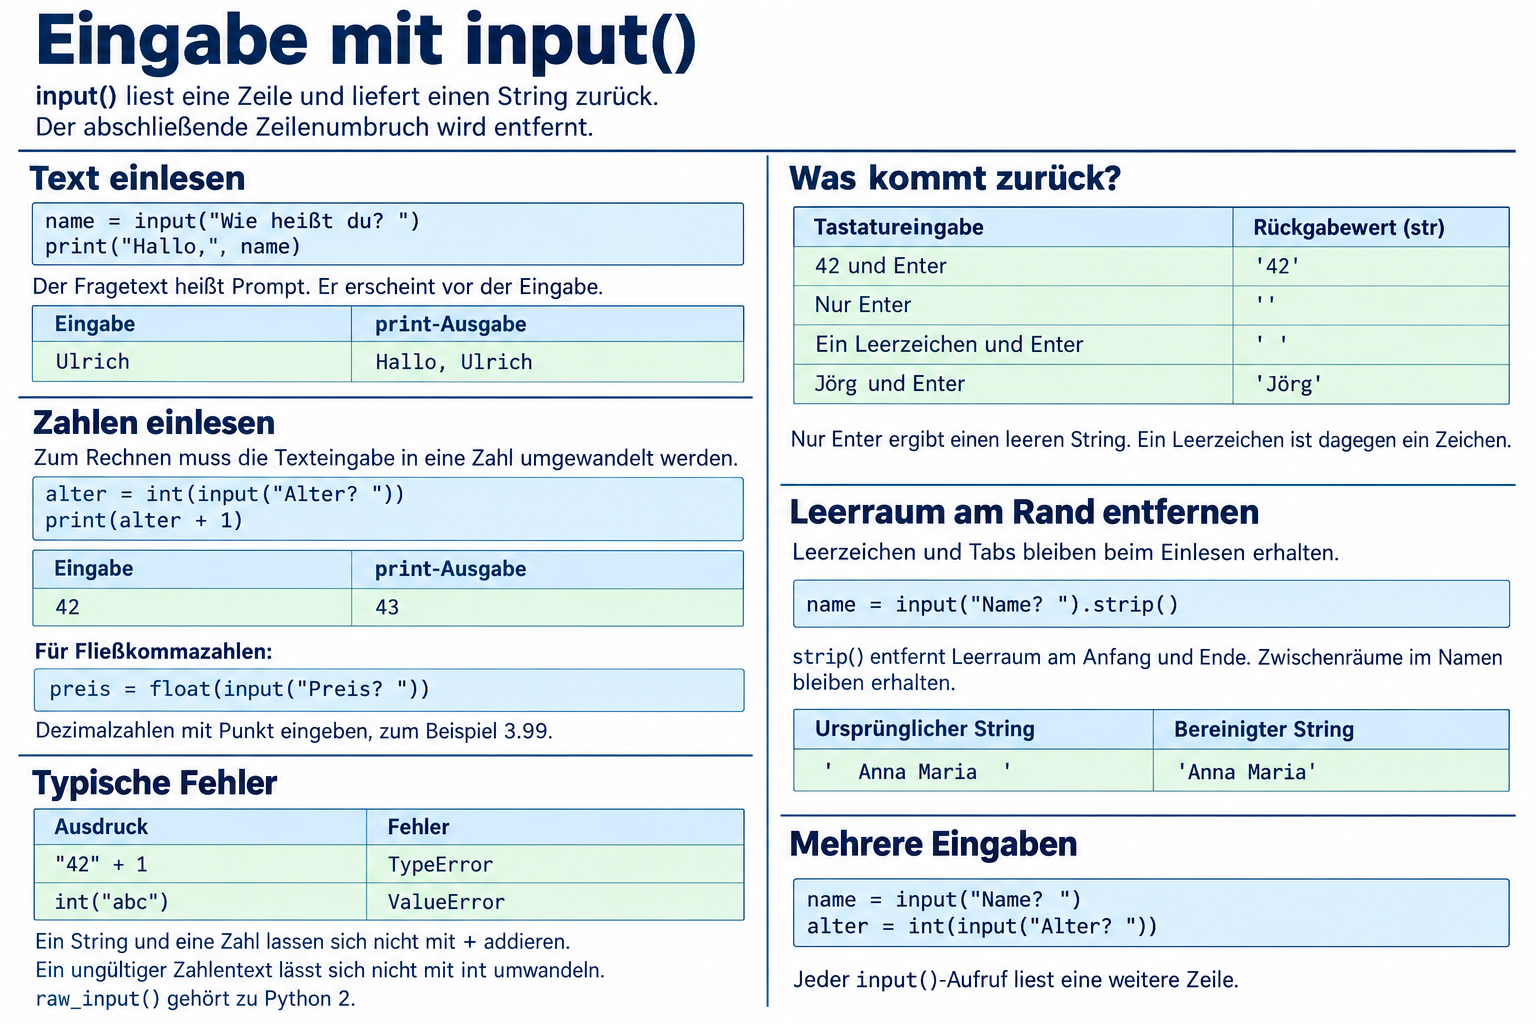 Eingabe mit input()
input() liest eine Zeile und liefert einen String zurück.
Der abschließende Zeilenumbruch wird entfernt.
Text einlesen
name = input("Wie heißt du? ")
print("Hallo,", name)
Der Fragetext heißt Prompt. Er erscheint vor der Eingabe.
Eingabe print-Ausgabe
Ulrich Hallo, Ulrich
Zahlen einlesen
Zum Rechnen muss die Texteingabe in eine Zahl umgewandelt werden.
alter = int(input("Alter? "))
print(alter + 1)
Eingabe print-Ausgabe
42 43
Für Fließkommazahlen:
preis = float(input("Preis? "))
Dezimalzahlen mit Punkt eingeben, zum Beispiel 3.99.
Typische Fehler
Ausdruck Fehler
"42" + 1 TypeError
int("abc") ValueError
Ein String und eine Zahl lassen sich nicht mit + addieren.
Ein ungültiger Zahlentext lässt sich nicht mit int umwandeln.
raw_input() gehört zu Python 2.
Was kommt zurück?
Tastatureingabe Rückgabewert (str)
42 und Enter '42'
Nur Enter ''
Ein Leerzeichen und Enter ' '
Jörg und Enter 'Jörg'
Nur Enter ergibt einen leeren String. Ein Leerzeichen ist dagegen ein Zeichen.
Leerraum am Rand entfernen
Leerzeichen und Tabs bleiben beim Einlesen erhalten.
name = input("Name? ").strip()
strip() entfernt Leerraum am Anfang und Ende. Zwischenräume im Namen
bleiben erhalten.
Ursprünglicher String Bereinigter String
'  Anna Maria  ' 'Anna Maria'
Mehrere Eingaben
name = input("Name? ")
alter = int(input("Alter? "))
Jeder input()-Aufruf liest eine weitere Zeile.